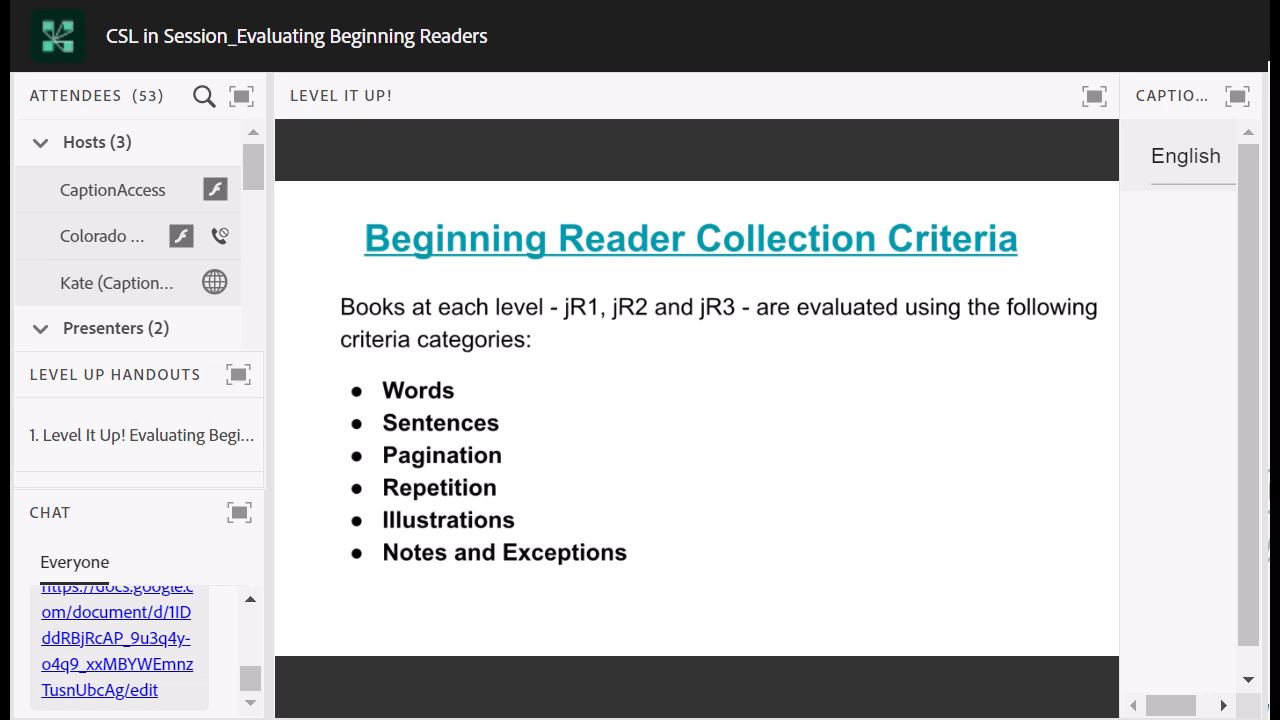 CSL in Session_Evaluating Beginning Readers
ATTENDEES (53)
Hosts (3)
CaptionAccess
Colorado ...
Kate (Caption...
Presenters (2)
LEVEL UP HANDOUTS
1. Level It Up! Evaluating Begi...
CHAT
Everyone
https://docs.google.c
om/document/d/1ID
ddRBjRcAP_9u3q4y-
o4q9_xxMBYWEmnz
TusnUbcAg/edit
LEVEL IT UP!
Beginning Reader Collection Criteria
Books at each level - jR1, jR2 and jR3 - are evaluated using the following
criteria categories:
● Words
● Sentences
● Pagination
● Repetition
● Illustrations
● Notes and Exceptions
CAPTIO...
English